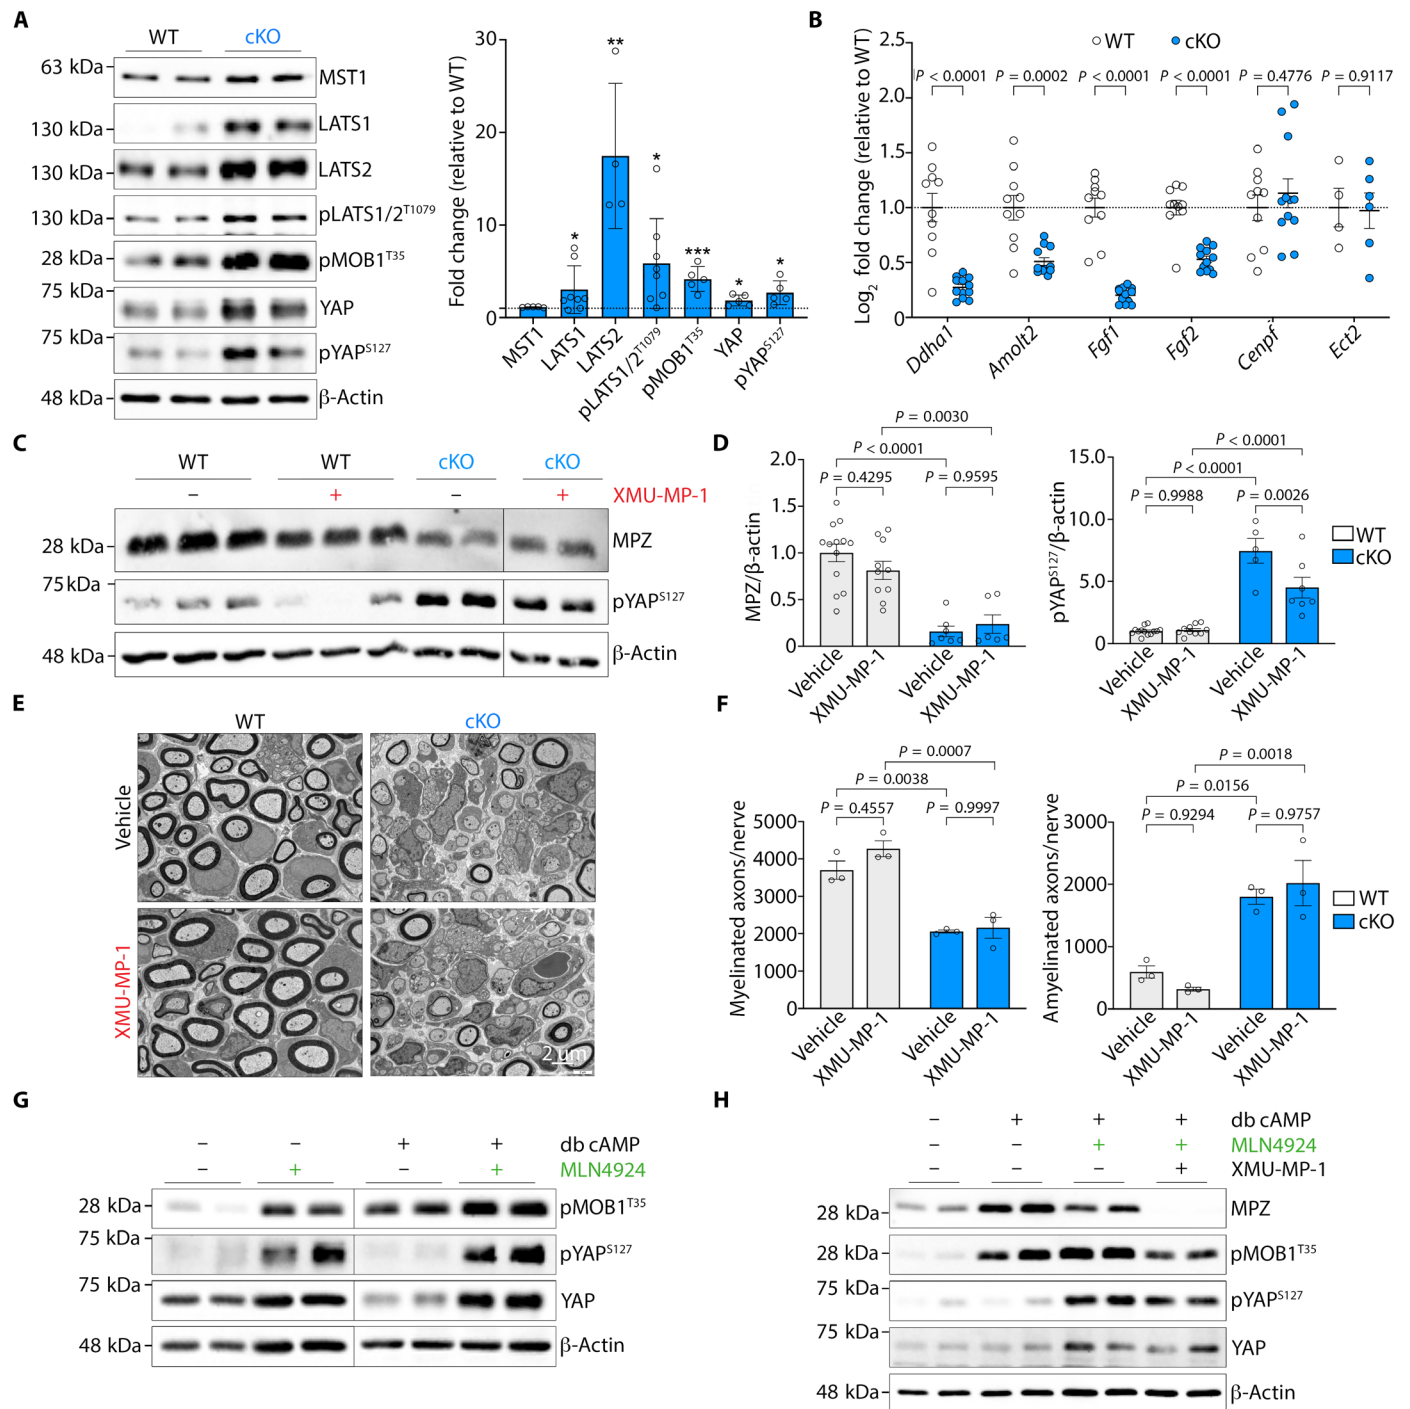 A
WT cKO
63 kDa MST1
130 kDa LATS1
130 kDa LATS2
130 kDa pLATS1/2T1079
28 kDa pMOB1T35
75 kDa YAP
75 kDa pYAPS127
48 kDa β-Actin
Fold change (relative to WT)
30
20
10
0
* ** * *** * *
MST1 LATS1 LATS2 pLATS1/2T1079 pMOB1T35 YAP pYAPS127
B
WT cKO
Log2 fold change (relative to WT)
2.5
2.0
1.5
1.0
0.5
0
P < 0.0001 P = 0.0002 P < 0.0001 P < 0.0001 P = 0.4776 P = 0.9117
Ddha1 Amolt2 Fgf1 Fgf2 Cenpf Ect2
C
WT WT cKO cKO
– + – + XMU-MP-1
28 kDa MPZ
75 kDa pYAPS127
48 kDa β-Actin
D
P = 0.0030
P < 0.0001
P = 0.4295 P = 0.9595
MPZ/β-actin
2.0
1.5
1.0
0.5
0
Vehicle XMU-MP-1 Vehicle XMU-MP-1
P < 0.0001
P < 0.0001
P = 0.9988 P = 0.0026
pYAPS127/β-actin
15.0
10.0
5.0
0
Vehicle XMU-MP-1 Vehicle XMU-MP-1
WT
cKO
E
WT cKO
Vehicle
XMU-MP-1
2 μm
F
P = 0.0007
P = 0.0038
P = 0.4557 P = 0.9997
Myelinated axons/nerve
5000
4000
3000
2000
1000
0
Vehicle XMU-MP-1 Vehicle XMU-MP-1
P = 0.0018
P = 0.0156
P = 0.9294 P = 0.9757
Amyelinated axons/nerve
3000
2000
1000
0
Vehicle XMU-MP-1 Vehicle XMU-MP-1
WT
cKO
G
– – + + db cAMP
– + – + MLN4924
28 kDa pMOB1T35
75 kDa pYAPS127
75 kDa YAP
48 kDa β-Actin
H
– + + + db cAMP
– – + + MLN4924
– – – + XMU-MP-1
28 kDa MPZ
28 kDa pMOB1T35
75 kDa pYAPS127
75 kDa YAP
48 kDa β-Actin